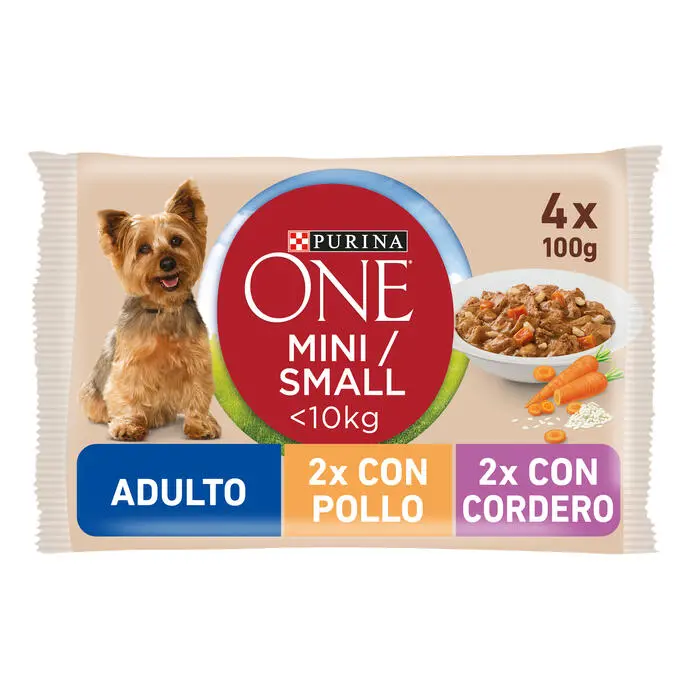 PURINA
ONE®
MINI /
SMALL
<10kg
4x
100g
ADULTO
2x CON
POLLO
2x CON
CORDERO